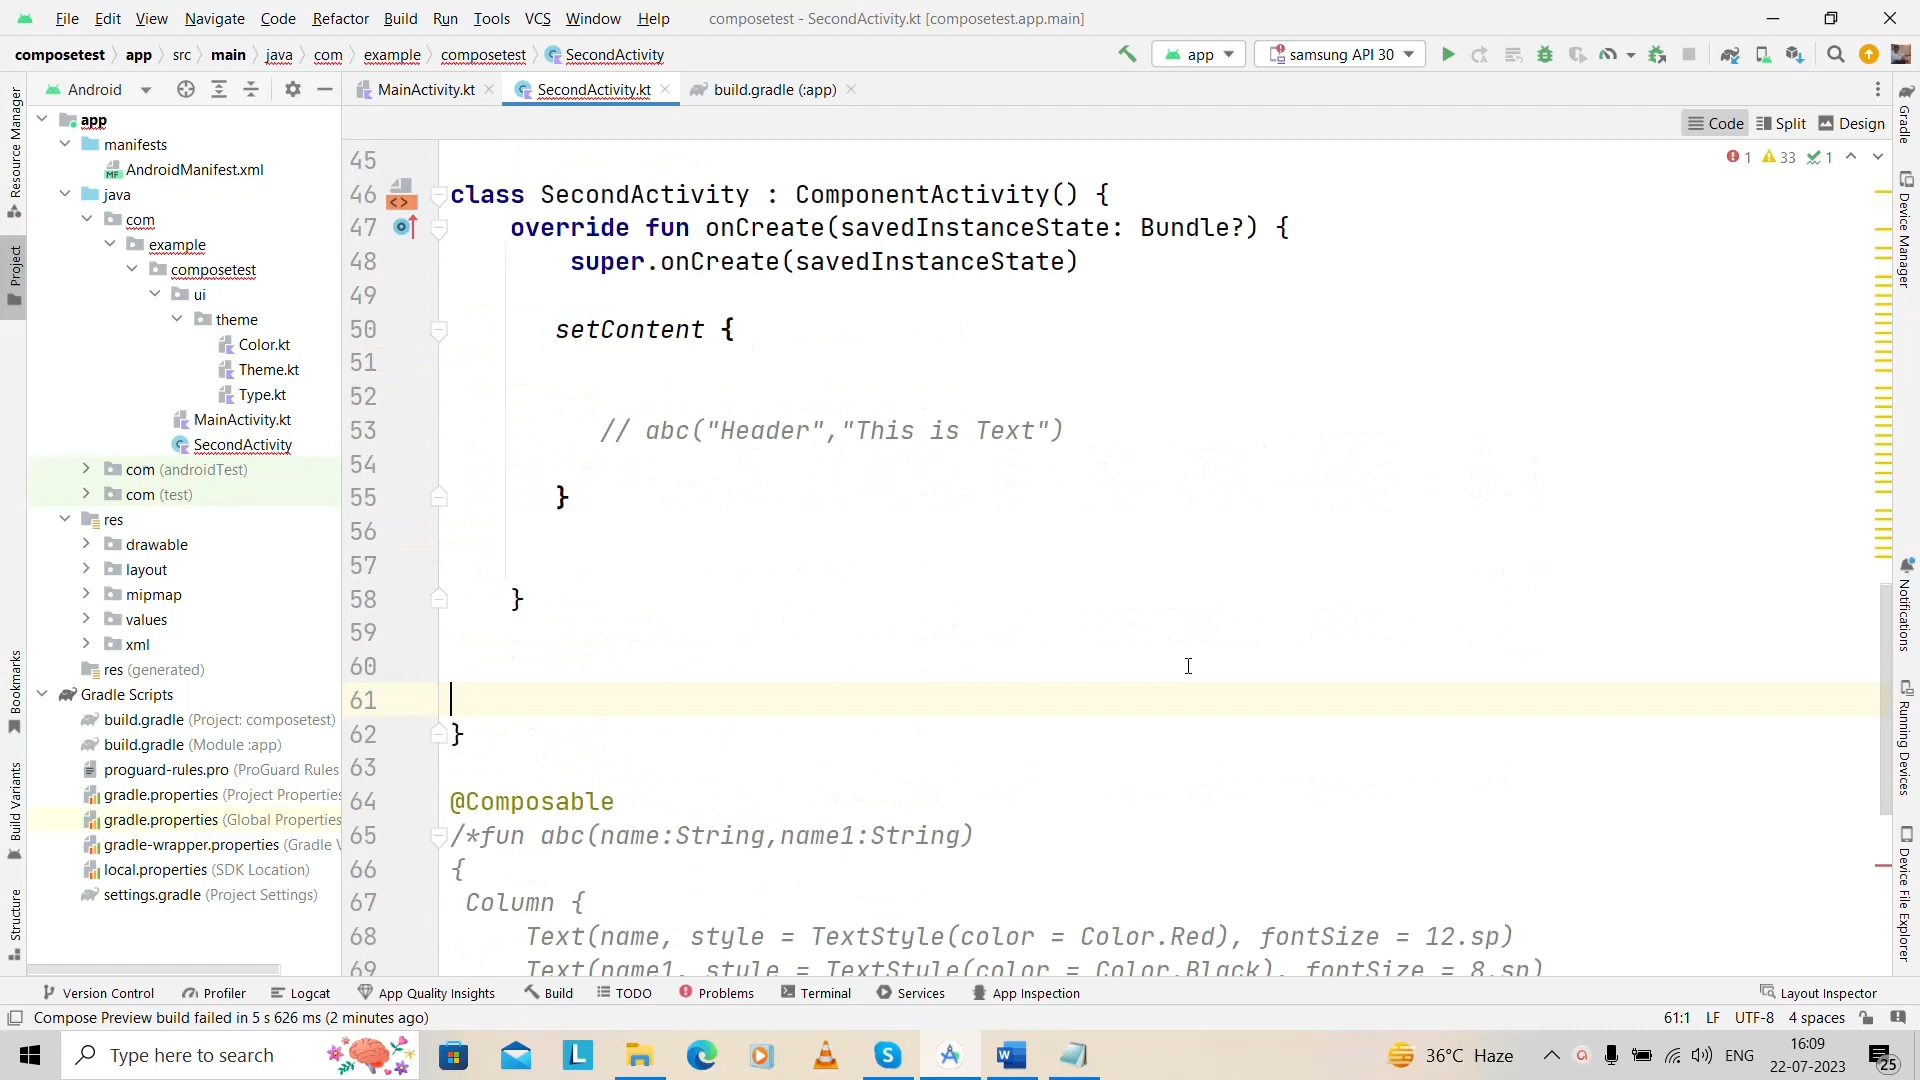 File Edit View Navigate Code Refactor Build Run Tools VCS Window Help composetest - SecondActivity.kt [composetest.app.main]
composetest app src main java com example composetest SecondActivity app samsung API 30
Android MainActivity.kt SecondActivity.kt build.gradle (:app)
Code Split Design
1 33 1
Resource Manager
Project
Bookmarks
Build Variants
Structure
app
manifests
AndroidManifest.xml
java
com
example
composetest
ui
theme
Color.kt
Theme.kt
Type.kt
MainActivity.kt
SecondActivity
com (androidTest)
com (test)
res
drawable
layout
mipmap
values
xml
res (generated)
Gradle Scripts
build.gradle (Project: composetest)
build.gradle (Module :app)
proguard-rules.pro (ProGuard Rules
gradle.properties (Project Properties
gradle.properties (Global Properties
gradle-wrapper.properties (Gradle V
local.properties (SDK Location)
settings.gradle (Project Settings)
45
46 class SecondActivity : ComponentActivity() {
47 override fun onCreate(savedInstanceState: Bundle?) {
48 super.onCreate(savedInstanceState)
49
50 setContent {
51
52
53 // abc("Header","This is Text")
54
55 }
56
57
58 }
59
60
61
62 }
63
64 @Composable
65 /*fun abc(name:String,name1:String)
66 {
67 Column {
68 Text(name, style = TextStyle(color = Color.Red), fontSize = 12.sp)
69 Text(name1, style = TextStyle(color = Color.Black), fontSize = 8.sp)
Gradle
Device Manager
Notifications
Running Devices
Device File Explorer
Version Control Profiler Logcat App Quality Insights Build TODO Problems Terminal Services App Inspection Layout Inspector
Compose Preview build failed in 5 s 626 ms (2 minutes ago) 61:1 LF UTF-8 4 spaces
Type here to search 36°C Haze ENG 16:09
22-07-2023
25